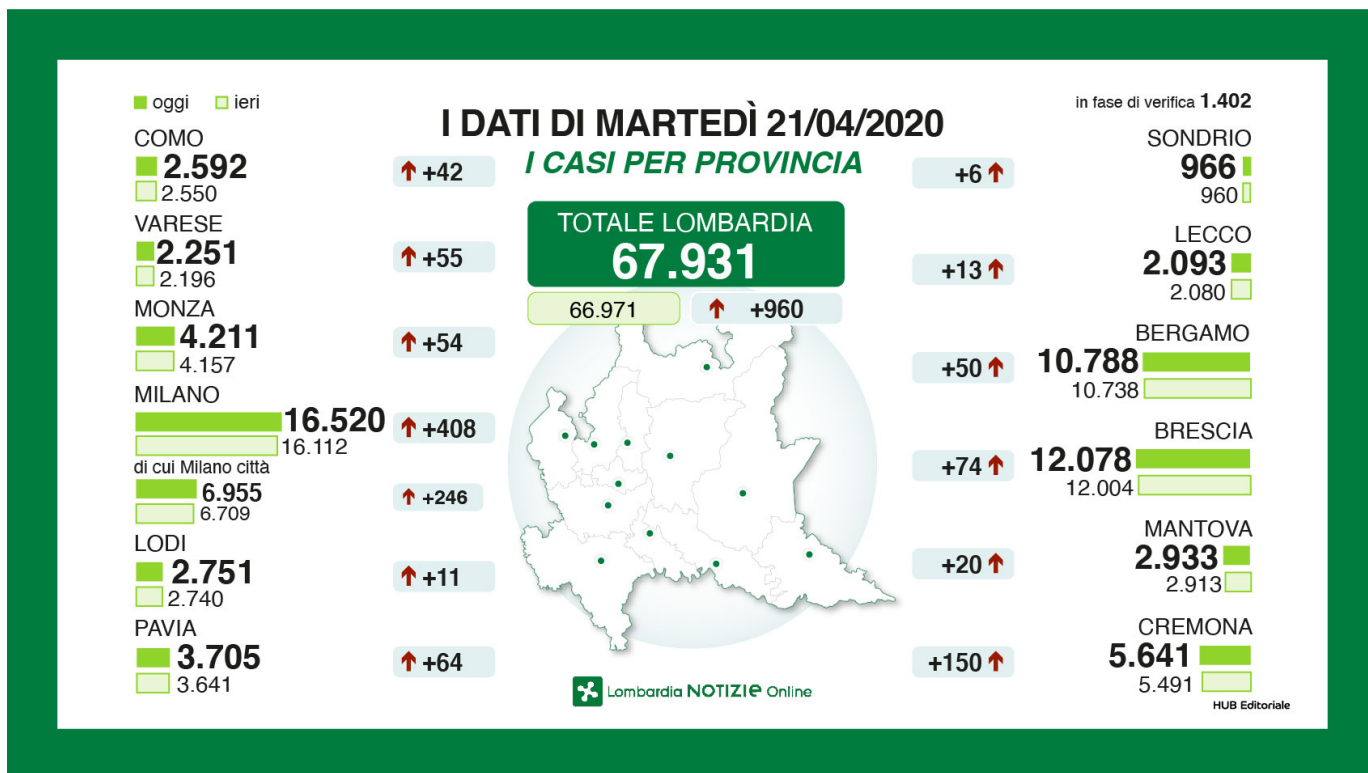 oggi ieri
I DATI DI MARTEDÌ 21/04/2020
I CASI PER PROVINCIA
in fase di verifica 1.402
COMO
2.592
2.550
+42
VARESE
2.251
2.196
+55
MONZA
4.211
4.157
+54
MILANO
16.520
16.112
+408
di cui Milano città
6.955
6.709
+246
LODI
2.751
2.740
+11
PAVIA
3.705
3.641
+64
TOTALE LOMBARDIA
67.931
66.971
+960
SONDRIO
+6
966
960
LECCO
+13
2.093
2.080
BERGAMO
+50
10.788
10.738
BRESCIA
+74
12.078
12.004
MANTOVA
+20
2.933
2.913
CREMONA
+150
5.641
5.491
Lombardia NOTIZIE Online
HUB Editoriale